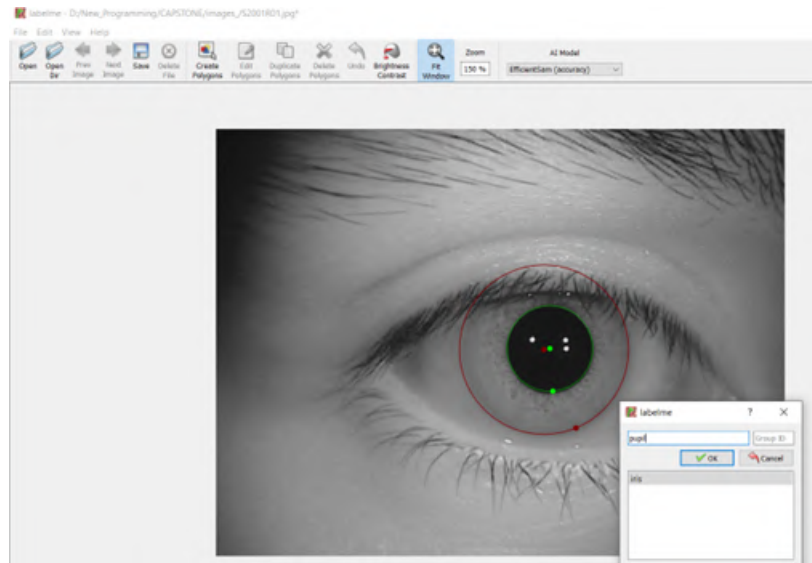 labelme - D:/New_Programming/CAPSTONE/images_/S2001R01.jpg*
File Edit View Help
Open Open Dir Prev Image Next Image Save Delete File Create Polygons Edit Polygons Duplicate Polygons Delete Polygons Undo Brightness Contrast Fit Window Zoom 150 % AI Model EfficientSam (accuracy)
labelme ? X
pupil Group ID
OK Cancel
iris